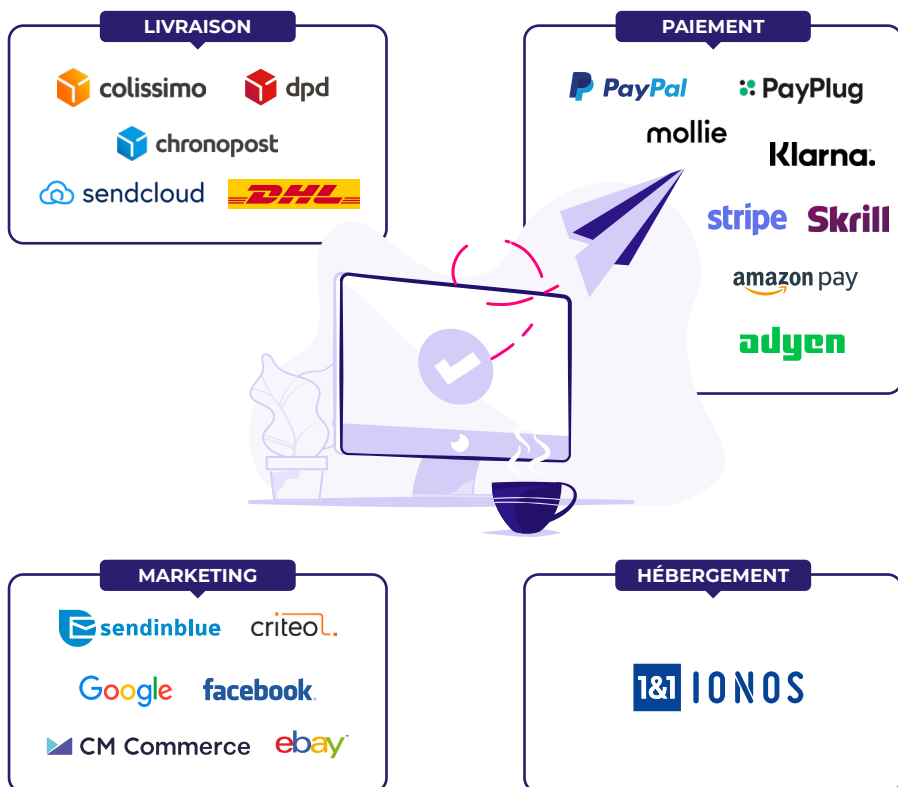 LIVRAISON
colissimo
dpd
chronopost
sendcloud
DHL
PAIEMENT
PayPal
PayPlug
mollie
Klarna.
stripe
Skrill
amazon pay
adyen
MARKETING
sendinblue
criteo
Google
facebook
CM Commerce
ebay
HÉBERGEMENT
1&1 IONOS